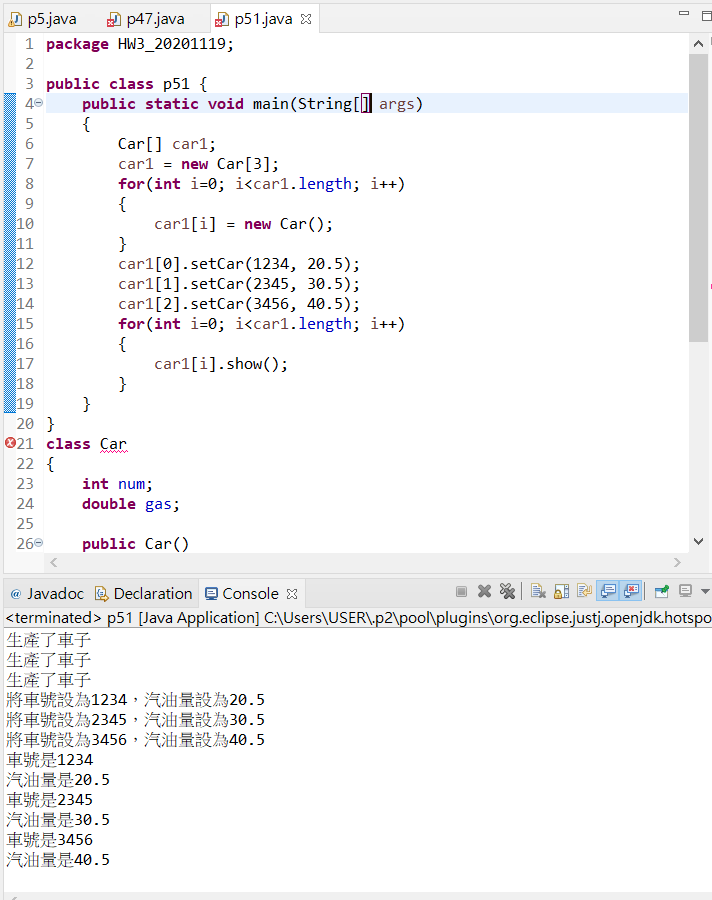 p5.java p47.java p51.java
1 package HW3_20201119;
2
3 public class p51 {
4 public static void main(String[] args)
5 {
6 Car[] car1;
7 car1 = new Car[3];
8 for(int i=0; i<car1.length; i++)
9 {
10 car1[i] = new Car();
11 }
12 car1[0].setCar(1234, 20.5);
13 car1[1].setCar(2345, 30.5);
14 car1[2].setCar(3456, 40.5);
15 for(int i=0; i<car1.length; i++)
16 {
17 car1[i].show();
18 }
19 }
20 }
21 class Car
22 {
23 int num;
24 double gas;
25
26 public Car()
@ Javadoc Declaration Console
<terminated> p51 [Java Application] C:\Users\USER\.p2\pool\plugins\org.eclipse.justj.openjdk.hotspo
生產了車子
生產了車子
生產了車子
將車號設為1234，汽油量設為20.5
將車號設為2345，汽油量設為30.5
將車號設為3456，汽油量設為40.5
車號是1234
汽油量是20.5
車號是2345
汽油量是30.5
車號是3456
汽油量是40.5